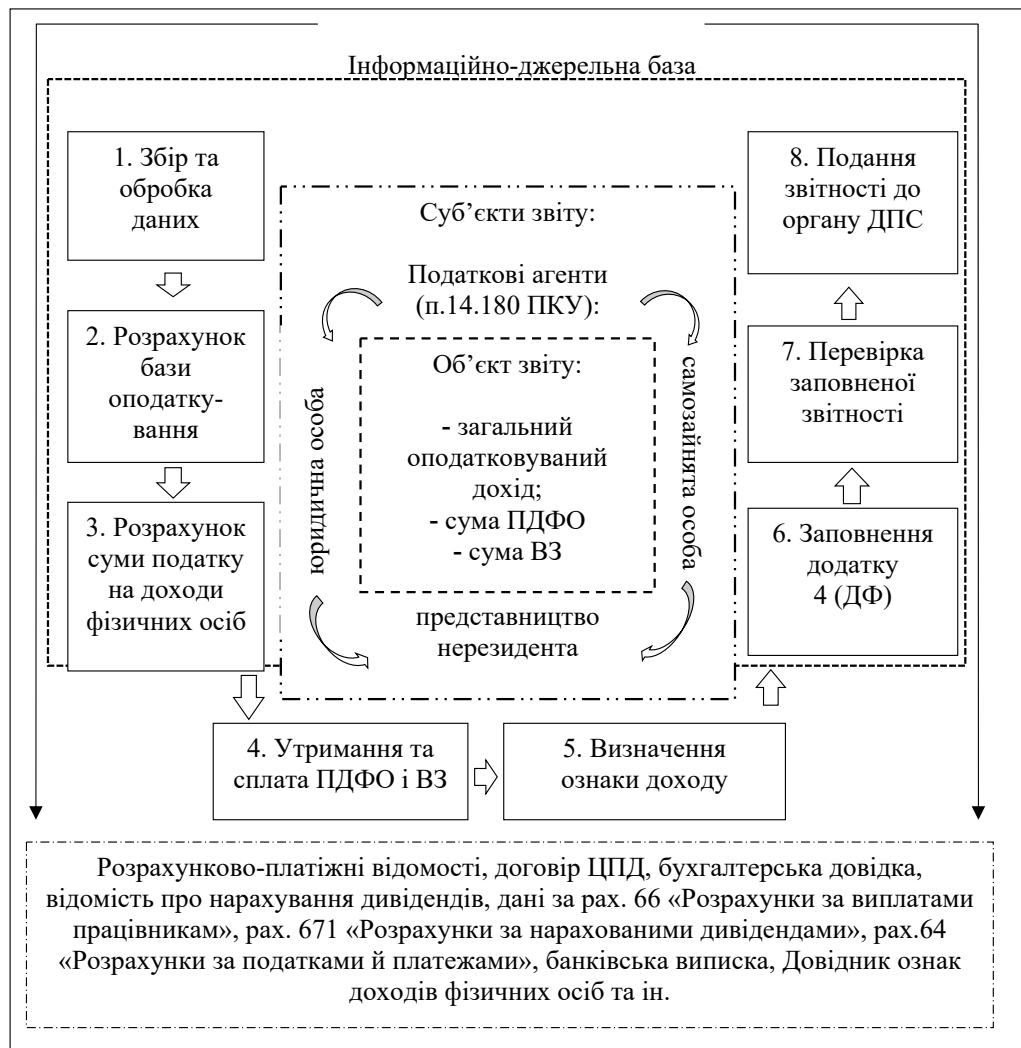 Інформаційно-джерельна база
1. Збір та
обробка
даних
2. Розрахунок
бази
оподатку-
вання
3. Розрахунок
суми податку
на доходи
фізичних осіб
Суб’єкти звіту:
Податкові агенти
(п.14.180 ПКУ):
юридична особа
Об’єкт звіту:
- загальний
оподатковуваний
дохід;
- сума ПДФО
- сума ВЗ
самозайнята особа
представництво
нерезидента
4. Утримання та
сплата ПДФО і ВЗ
5. Визначення
ознаки доходу
6. Заповнення
додатку
4 (ДФ)
7. Перевірка
заповненої
звітності
8. Подання
звітності до
органу ДПС
Розрахунково-платіжні відомості, договір ЦПД, бухгалтерська довідка,
відомість про нарахування дивідендів, дані за рах. 66 «Розрахунки за виплатами
працівникам», рах. 671 «Розрахунки за нарахованими дивідендами», рах.64
«Розрахунки за податками й платежами», банківська виписка, Довідник ознак
доходів фізичних осіб та ін.